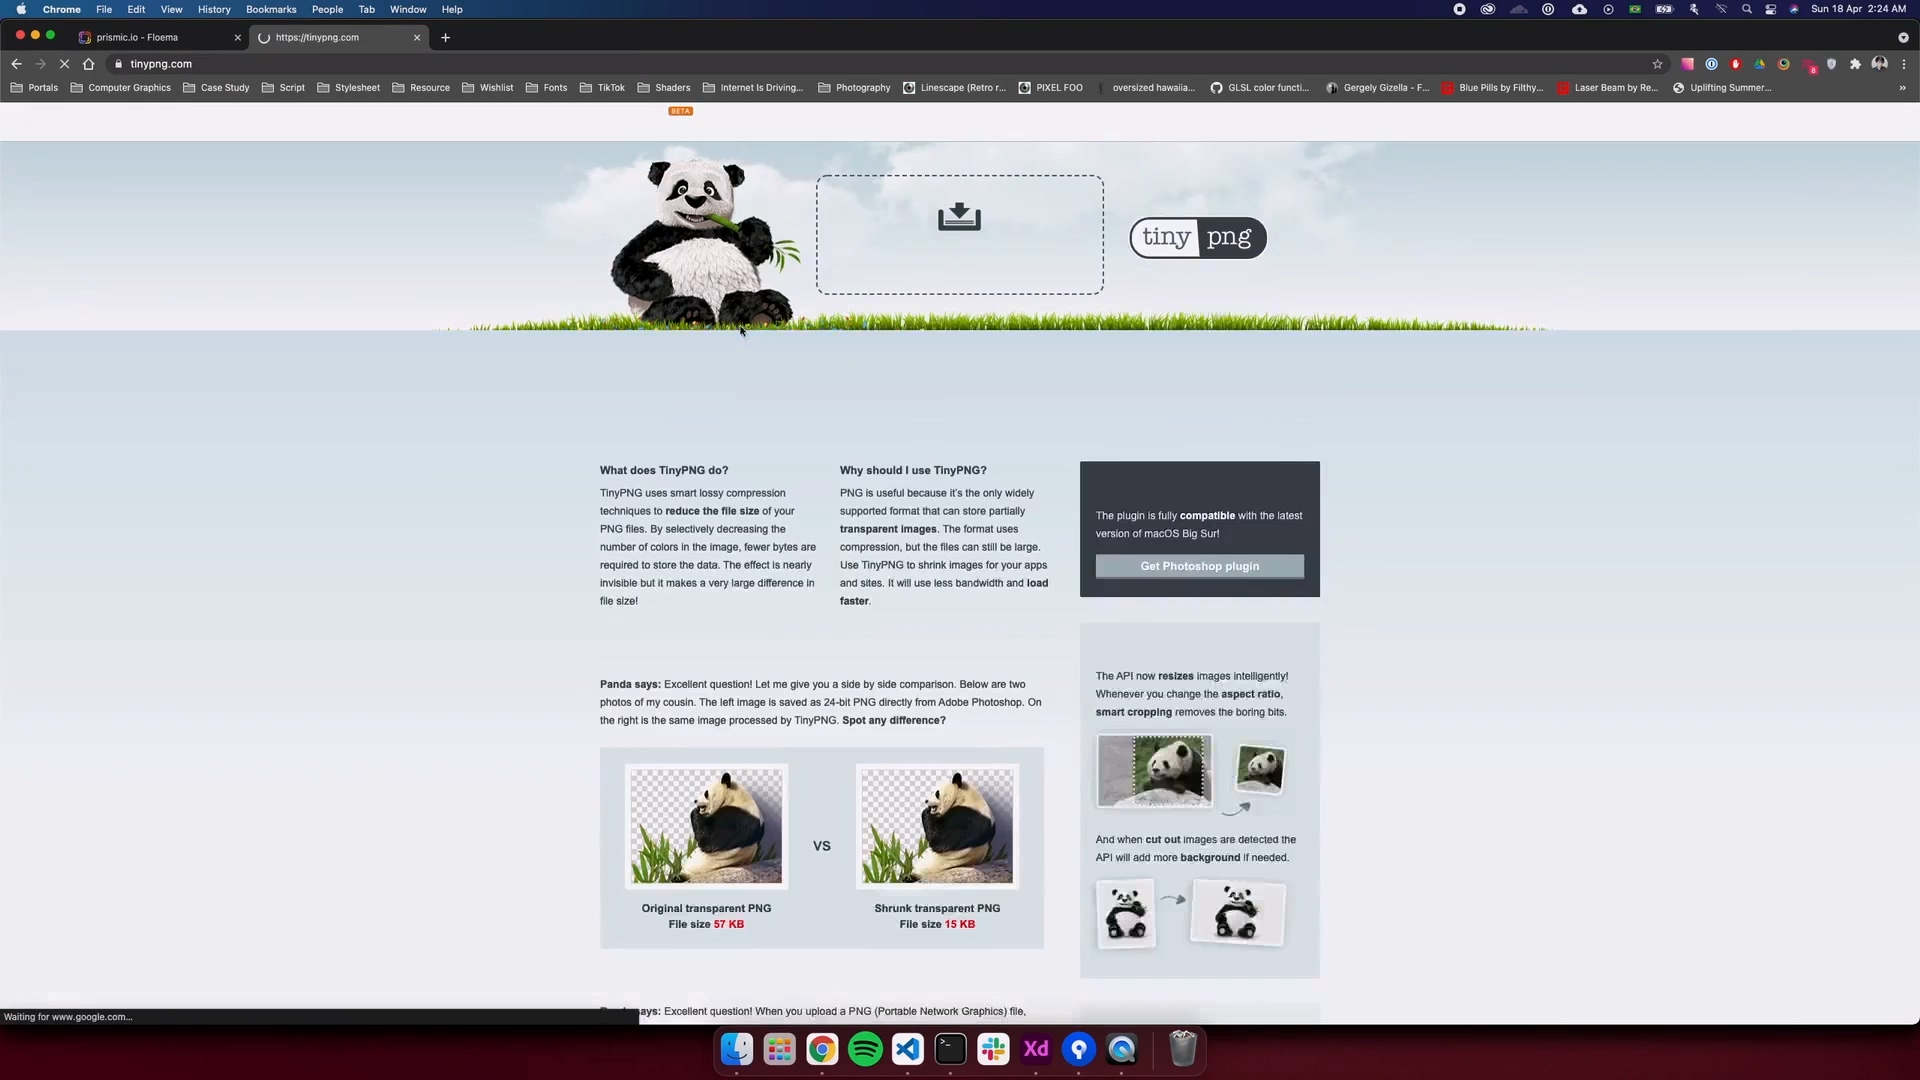 Chrome File Edit View History Bookmarks People Tab Window Help Sun 18 Apr 2:24 AM
prismic.io - Floema https://tinypng.com
tinypng.com
Portals Computer Graphics Case Study Script Stylesheet Resource Wishlist Fonts TikTok Shaders Internet Is Driving... Photography Linescape (Retro r... PIXEL FOO oversized hawaiia... GLSL color functi... Gergely Gizella - F... Blue Pills by Filthy... Laser Beam by Re... Uplifting Summer... »
BETA
tiny png
What does TinyPNG do?
TinyPNG uses smart lossy compression
techniques to reduce the file size of your
PNG files. By selectively decreasing the
number of colors in the image, fewer bytes are
required to store the data. The effect is nearly
invisible but it makes a very large difference in
file size!
Why should I use TinyPNG?
PNG is useful because it's the only widely
supported format that can store partially
transparent images. The format uses
compression, but the files can still be large.
Use TinyPNG to shrink images for your apps
and sites. It will use less bandwidth and load
faster.
The plugin is fully compatible with the latest
version of macOS Big Sur!
Get Photoshop plugin
Panda says: Excellent question! Let me give you a side by side comparison. Below are two
photos of my cousin. The left image is saved as 24-bit PNG directly from Adobe Photoshop. On
the right is the same image processed by TinyPNG. Spot any difference?
VS
Original transparent PNG
File size 57 KB
Shrunk transparent PNG
File size 15 KB
The API now resizes images intelligently!
Whenever you change the aspect ratio,
smart cropping removes the boring bits.
And when cut out images are detected the
API will add more background if needed.
says: Excellent question! When you upload a PNG (Portable Network Graphics) file,
Waiting for www.google.com...
Xd